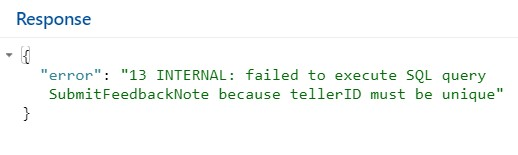 Response
{
"error": "13 INTERNAL: failed to execute SQL query
SubmitFeedbackNote because tellerID must be unique"
}